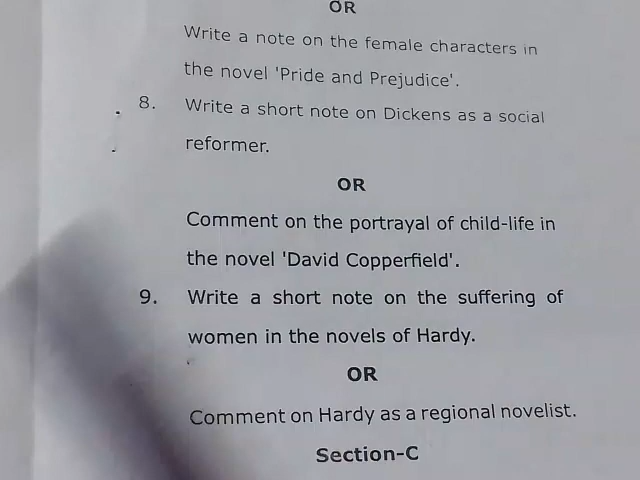 OR
Write a note on the female characters in
the novel 'Pride and Prejudice'.
8. Write a short note on Dickens as a social
reformer.
OR
Comment on the portrayal of child-life in
the novel 'David Copperfield'.
9. Write a short note on the suffering of
women in the novels of Hardy.
OR
Comment on Hardy as a regional novelist.
Section-C